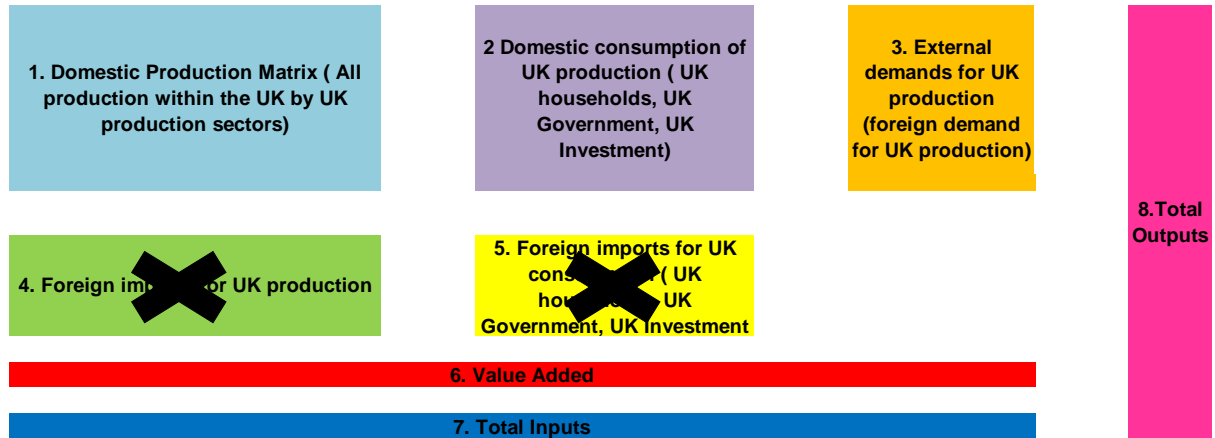 1. Domestic Production Matrix ( All
production within the UK by UK
production sectors)
2 Domestic consumption of
UK production ( UK
households, UK
Government, UK
Investment)
3. External
demands for UK
production
(foreign demand
for UK production)
8.Total
Outputs
4. Foreign for UK production
5. Foreign imports for UK
( UK
UK
Government, UK Investment
6. Value Added
7. Total Inputs